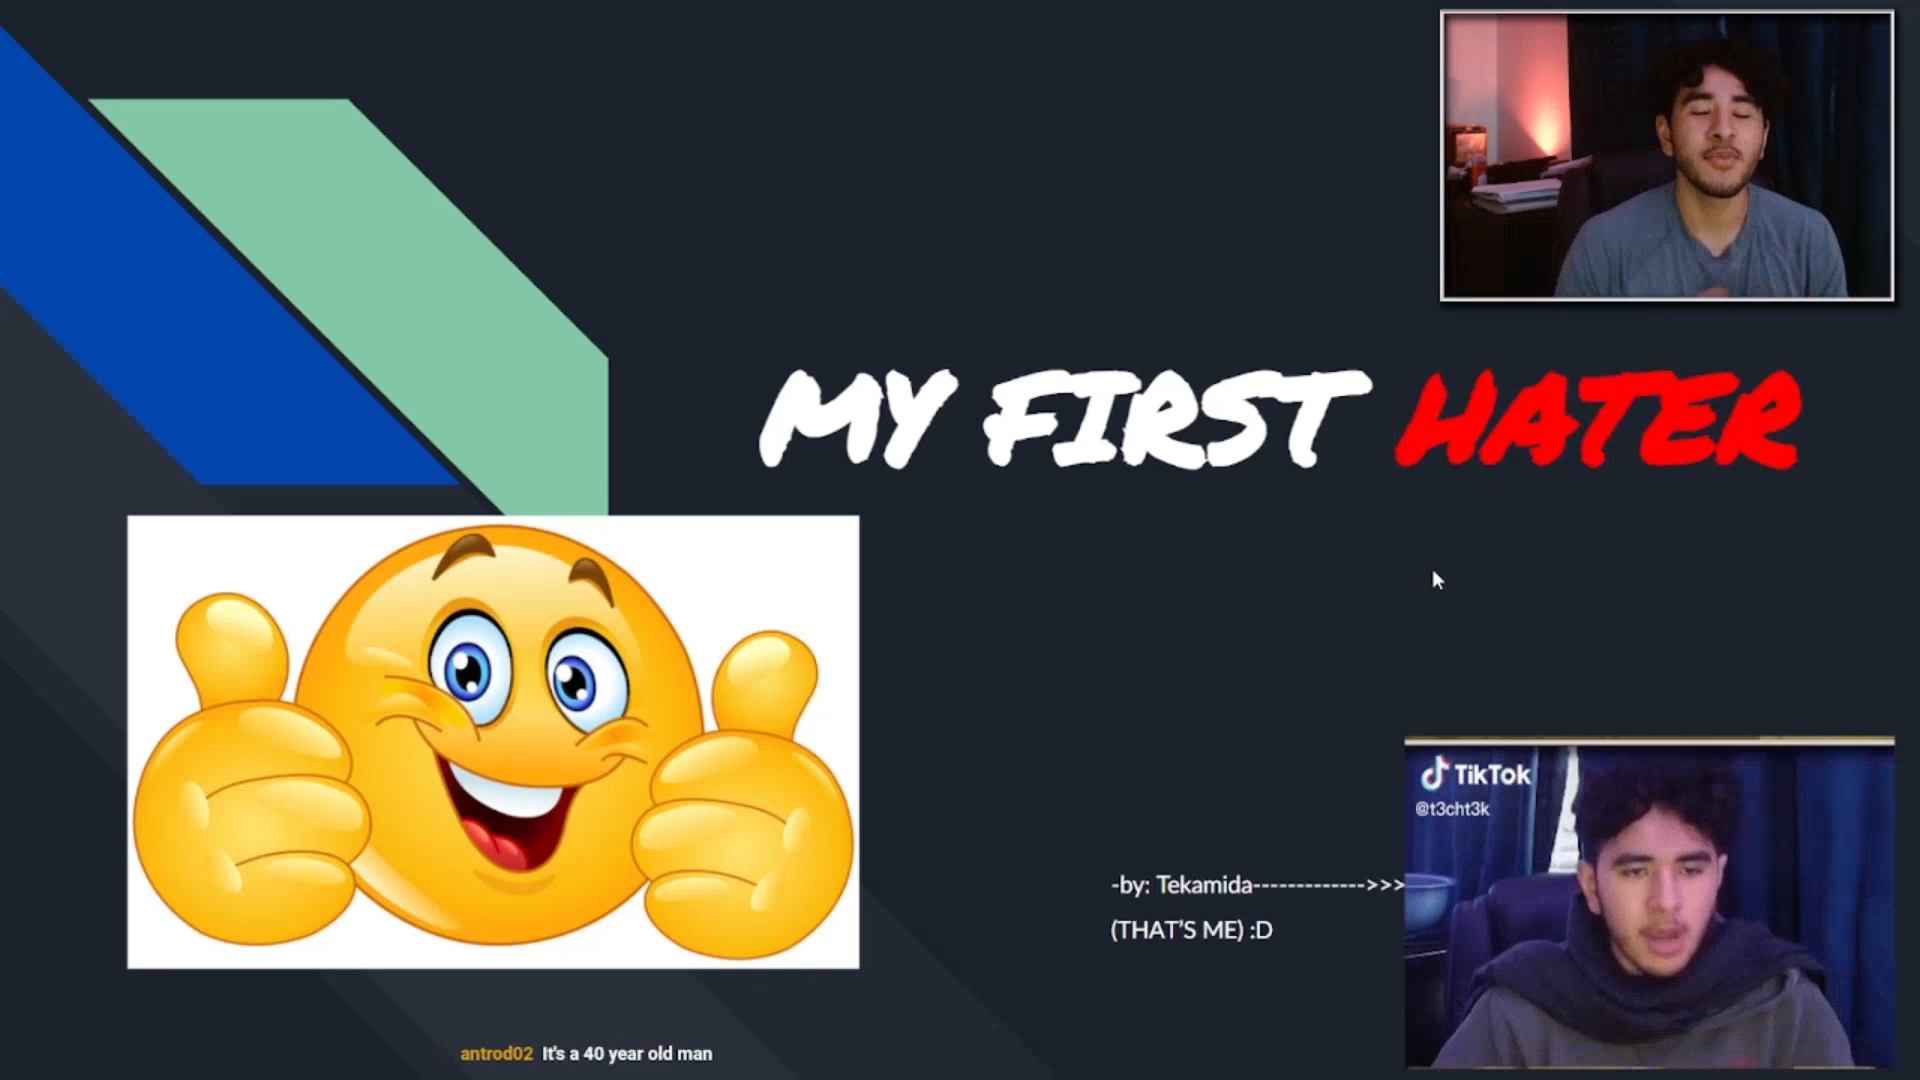 MY FIRST HATER
TikTok
@t3cht3k
-by: Tekamida------------->>>
(THAT'S ME) :D
antrod02 It's a 40 year old man